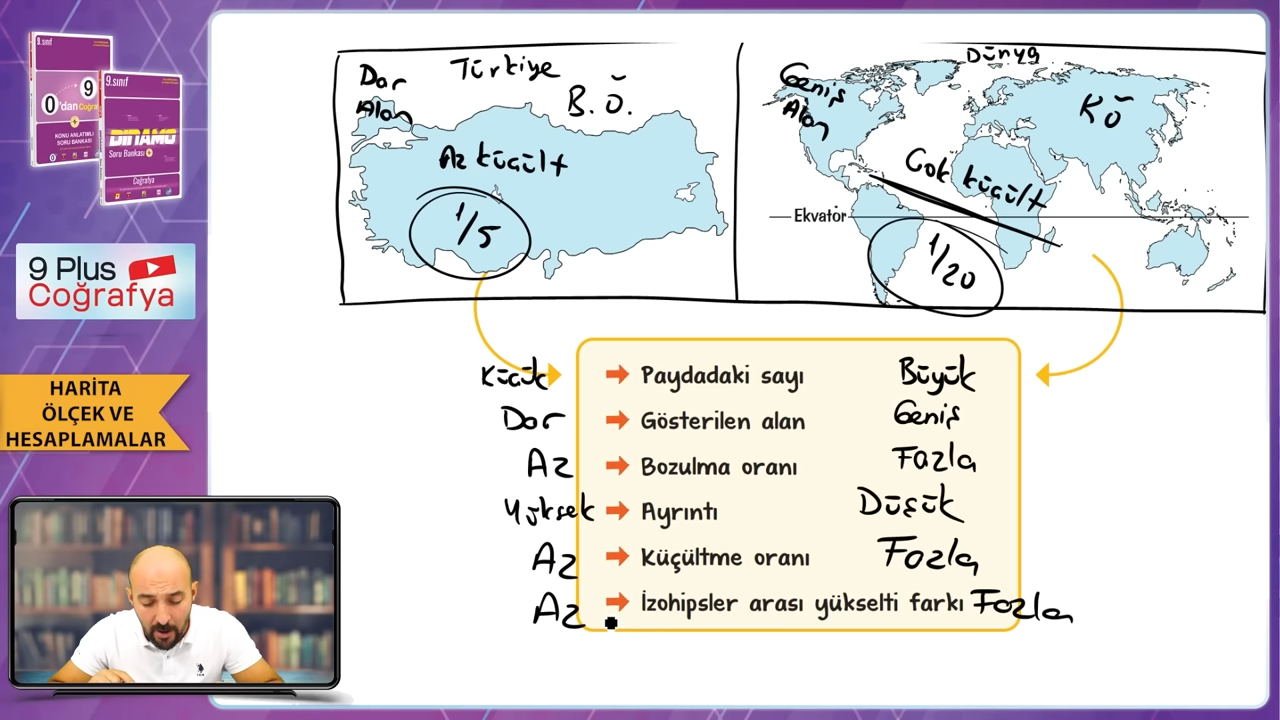 9.sınıf
0'dan 9 Coğrafya
KONU ANLATIMLI
SORU BANKASI
9.sınıf
DİNAMO
Soru Bankası
Coğrafya
9 Plus
Coğrafya
HARİTA
ÖLÇEK VE
HESAPLAMALAR
Dar
Alan
Türkiye
B.Ö.
Az küçült
1/5
Geniş
Alan
Dünya
KÖ
Çok küçült
Ekvator
1/20
Küçük Paydadaki sayı Büyük
Dar Gösterilen alan Geniş
Az Bozulma oranı Fazla
Yüksek Ayrıntı Düşük
Az Küçültme oranı Fazla
Az İzohipsler arası yükselti farkı Fazla